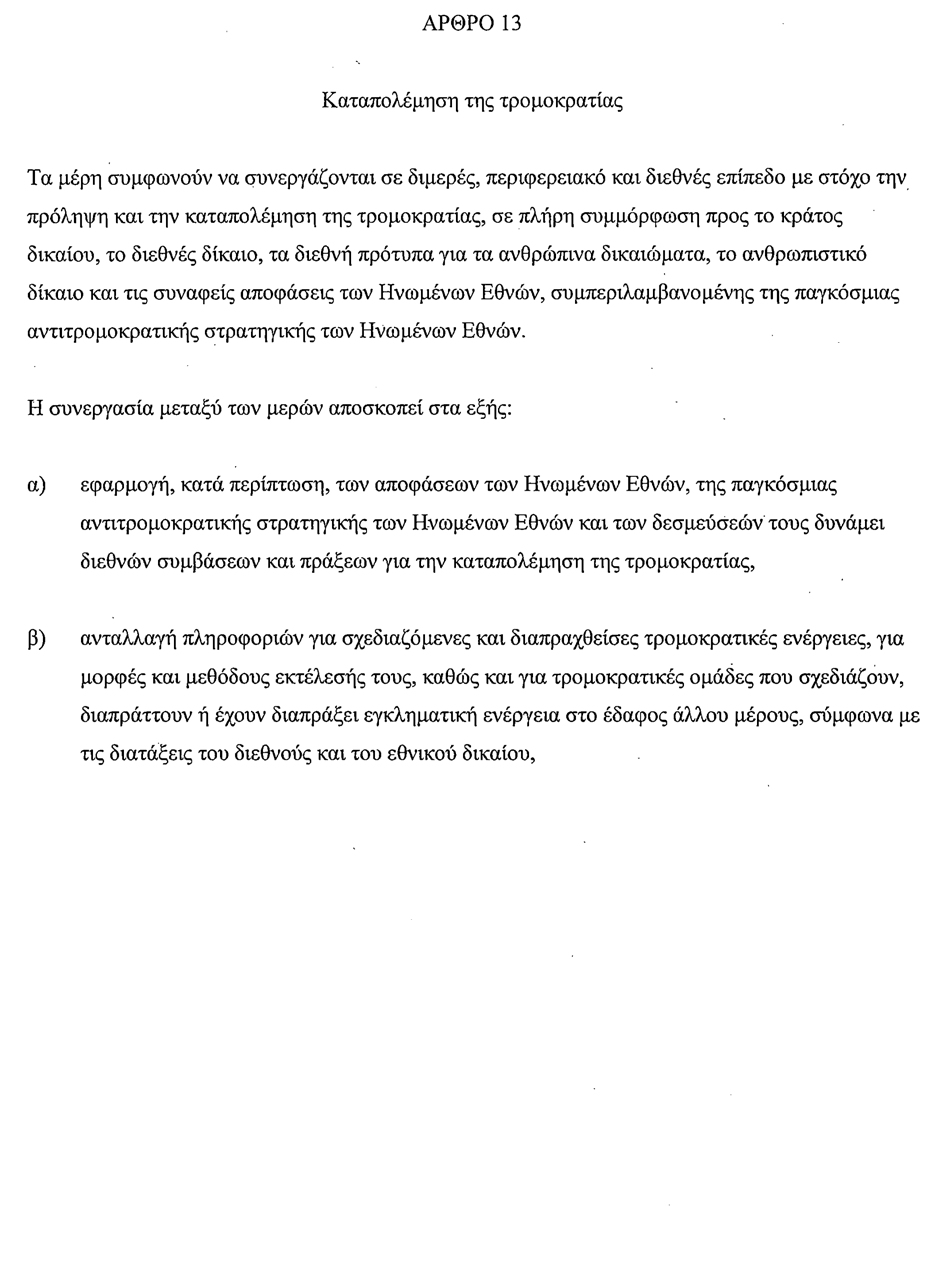 ΑΡΘΡΟ 13
Καταπολέμηση της τρομοκρατίας
Τα μέρη συμφωνούν να συνεργάζονται σε διμερές, περιφερειακό και διεθνές επίπεδο με στόχο την
πρόληψη και την καταπολέμηση της τρομοκρατίας, σε πλήρη συμμόρφωση προς το κράτος
δικαίου, το διεθνές δίκαιο, τα διεθνή πρότυπα για τα ανθρώπινα δικαιώματα, το ανθρωπιστικό
δίκαιο και τις συναφείς αποφάσεις των Ηνωμένων Εθνών, συμπεριλαμβανομένης της παγκόσμιας
αντιτρομοκρατικής στρατηγικής των Ηνωμένων Εθνών.
Η συνεργασία μεταξύ των μερών αποσκοπεί στα εξής:
α) εφαρμογή, κατά περίπτωση, των αποφάσεων των Ηνωμένων Εθνών, της παγκόσμιας
αντιτρομοκρατικής στρατηγικής των Ηνωμένων Εθνών και των δεσμεύσεών τους δυνάμει
διεθνών συμβάσεων και πράξεων για την καταπολέμηση της τρομοκρατίας,
β) ανταλλαγή πληροφοριών για σχεδιαζόμενες και διαπραχθείσες τρομοκρατικές ενέργειες, για
μορφές και μεθόδους εκτέλεσής τους, καθώς και για τρομοκρατικές ομάδες που σχεδιάζουν,
διαπράττουν ή έχουν διαπράξει εγκληματική ενέργεια στο έδαφος άλλου μέρους, σύμφωνα με
τις διατάξεις του διεθνούς και του εθνικού δικαίου,